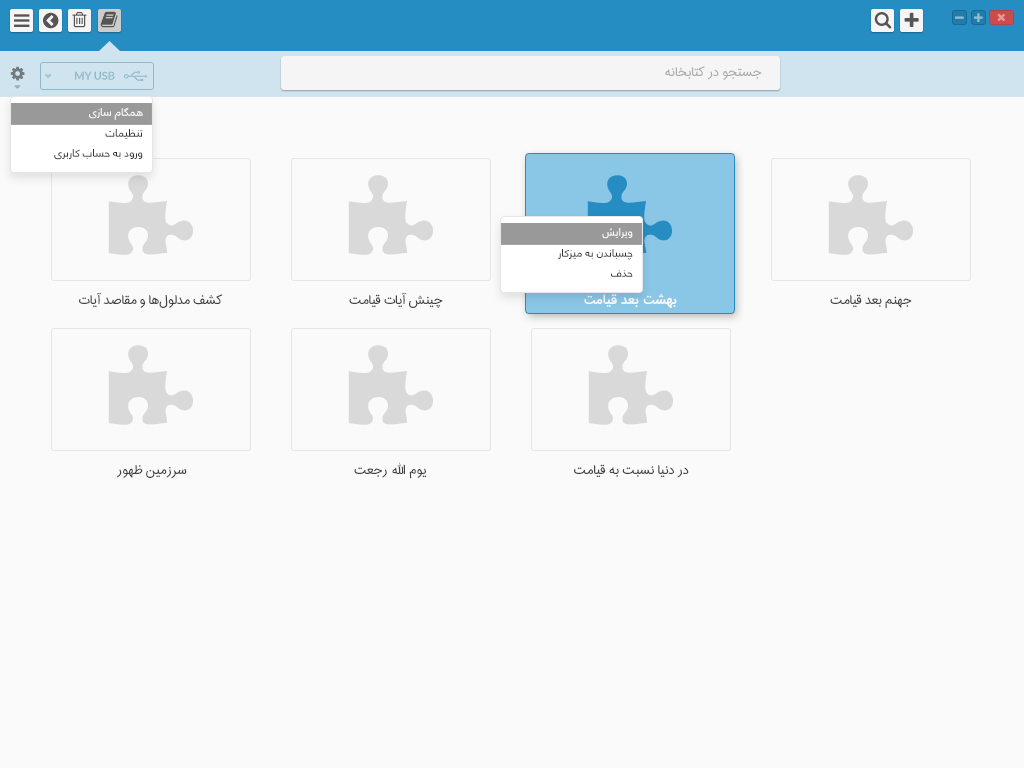 جستجو در کتابخانه
MY USB
همگام سازی
تنظیمات
ورود به حساب کاربری
ویرایش
چسباندن به میزکار
حذف
جهنم بعد قیامت
بهشت بعد قیامت
چینش آیات قیامت
کشف مدلول‌ها و مقاصد آیات
در دنیا نسبت به قیامت
یوم الله رجعت
سرزمین ظهور